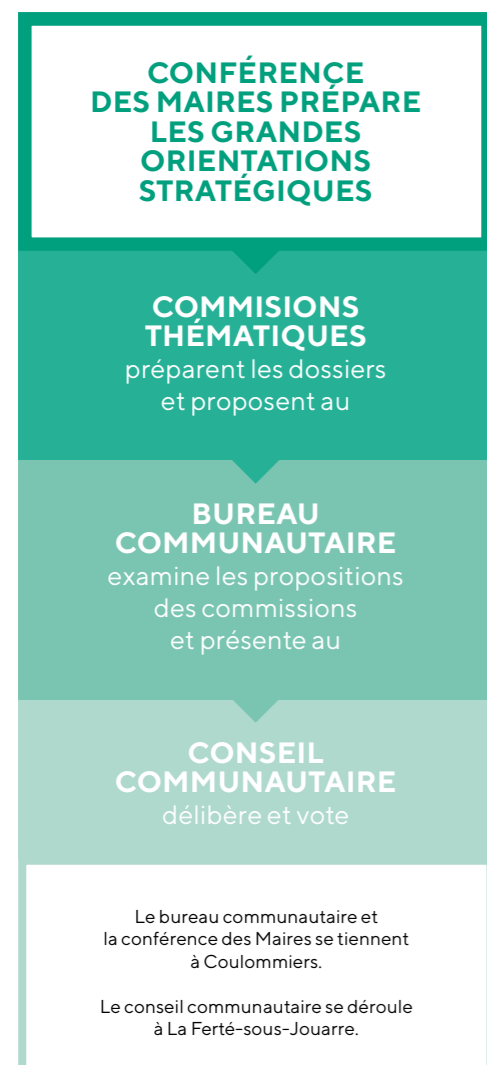 CONFÉRENCE
DES MAIRES PRÉPARE
LES GRANDES
ORIENTATIONS
STRATÉGIQUES
COMMISIONS
THÉMATIQUES
préparent les dossiers
et proposent au
BUREAU
COMMUNAUTAIRE
examine les propositions
des commissions
et présente au
CONSEIL
COMMUNAUTAIRE
délibère et vote
Le bureau communautaire et
la conférence des Maires se tiennent
à Coulommiers.
Le conseil communautaire se déroule
à La Ferté-sous-Jouarre.